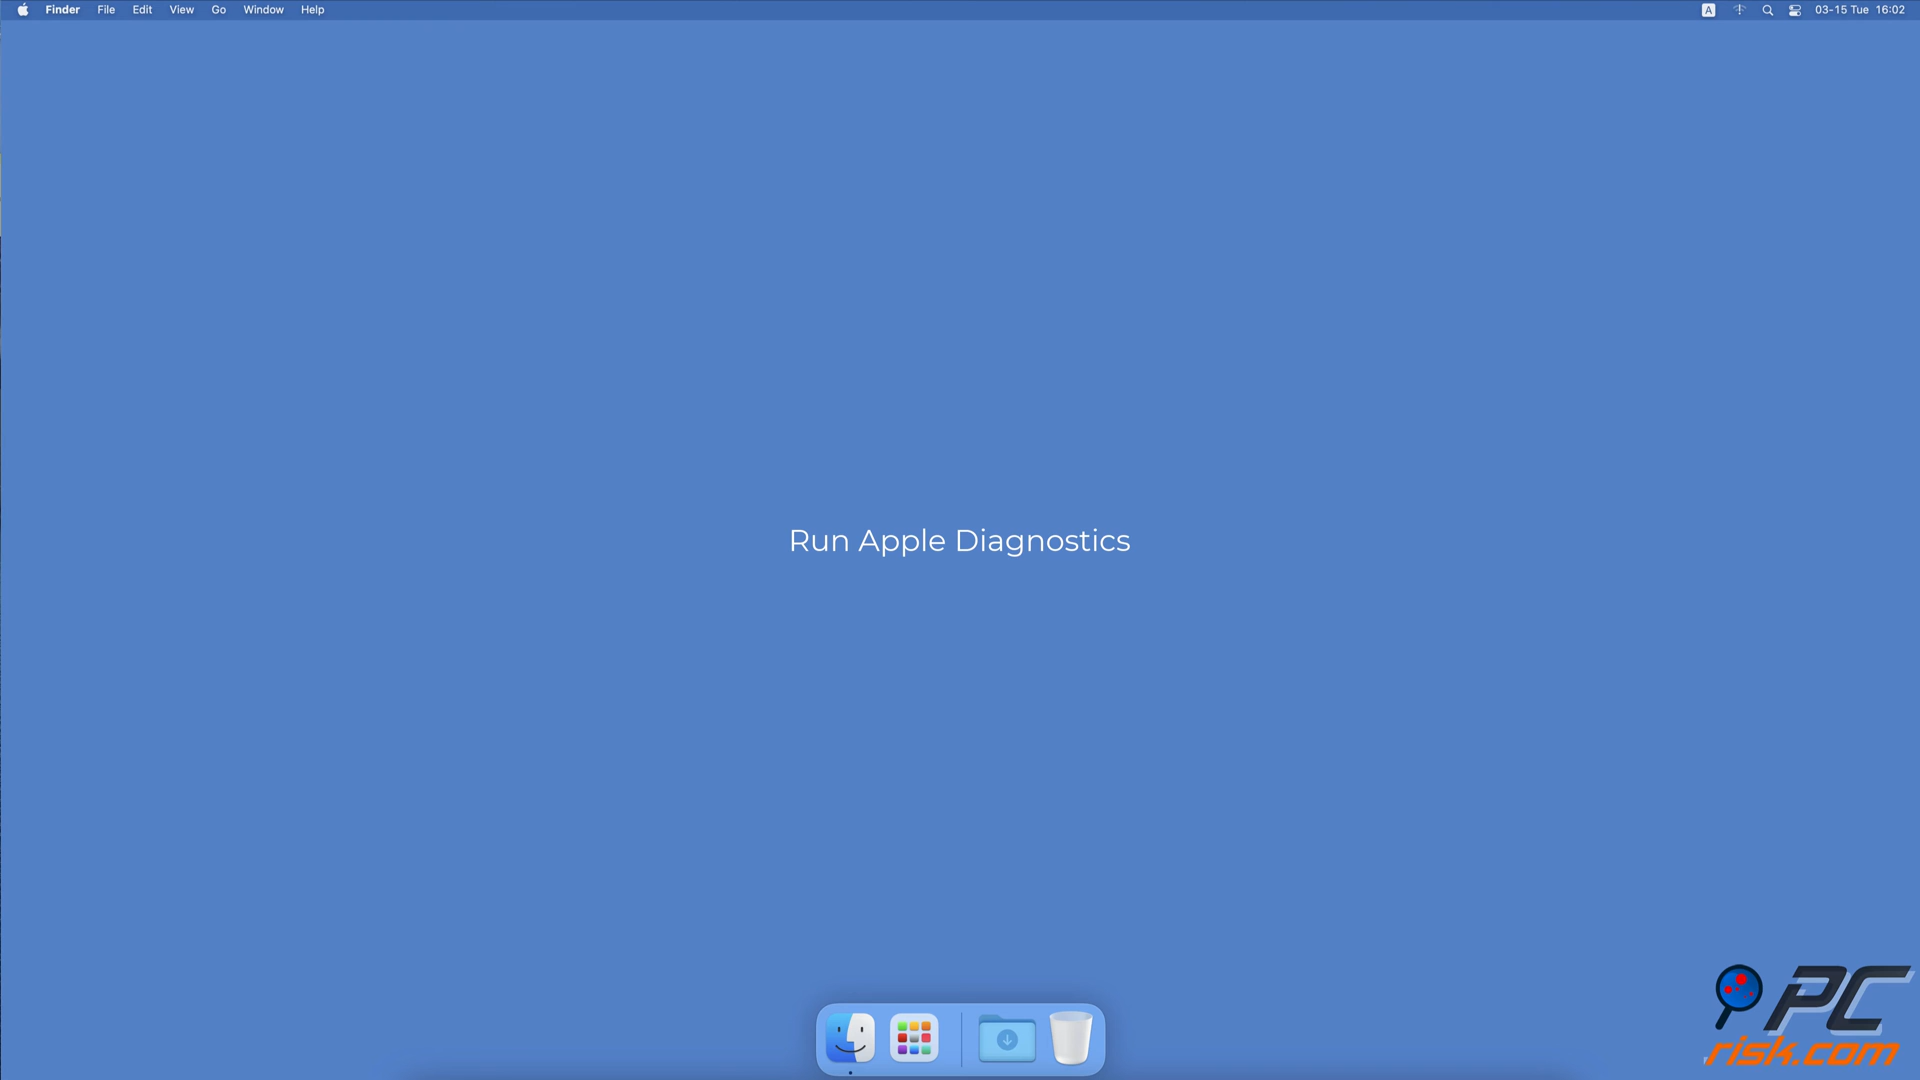 Finder File Edit View Go Window Help A 03-15 Tue 16:02
Run Apple Diagnostics
PC
risk.com